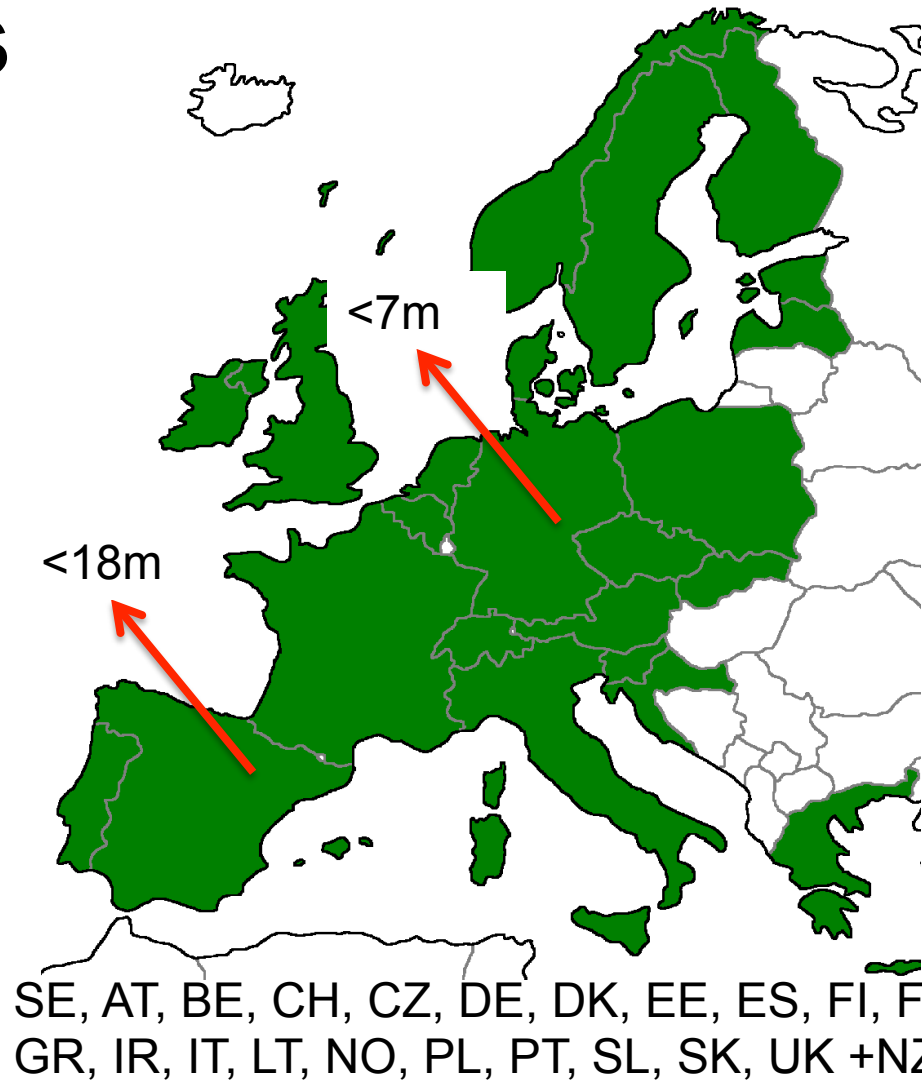 s
<7m
<18m
SE, AT, BE, CH, CZ, DE, DK, EE, ES, FI, F
GR, IR, IT, LT, NO, PL, PT, SL, SK, UK +NZ